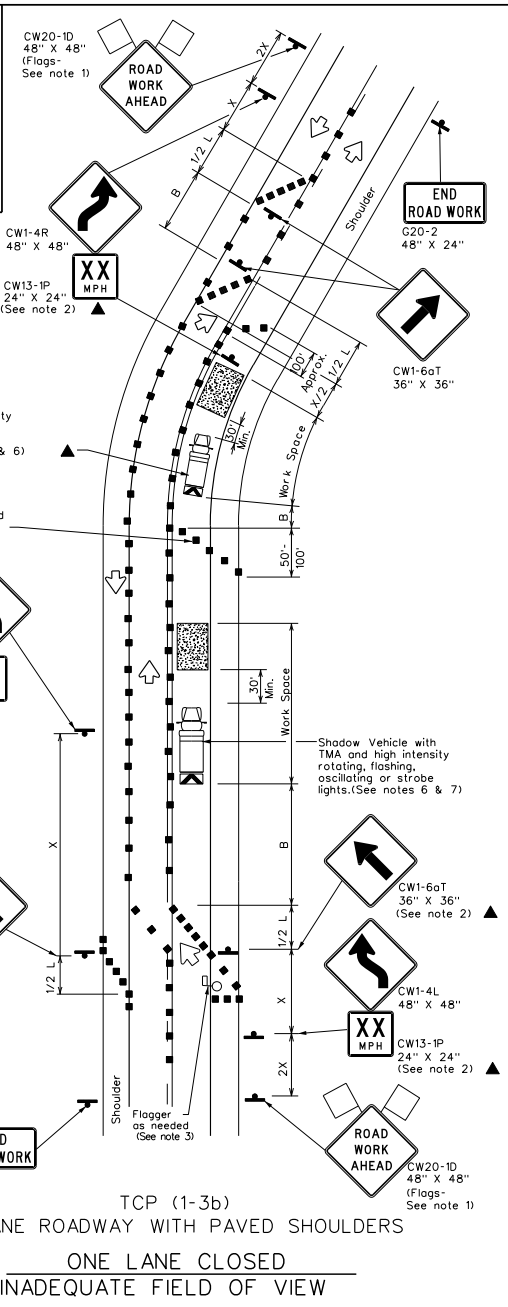 CW20-1D
48" X 48"
(Flags-
See note 1)
ROAD
WORK
AHEAD
2X
X
1/2 L
B
CW1-4R
48" X 48"
XX
MPH
CW13-1P
24" X 24"
(See note 2)
Shoulder
END
ROAD WORK
G20-2
48" X 24"
CW1-6aT
36" X 36"
100'
Approx.
1/2 L
X/2
30'
Min.
Work Space
B
& 6)
50'-
100'
30'
Min.
Work Space
Shadow Vehicle with
TMA and high intensity
rotating, flashing,
oscillating or strobe
lights.(See notes 6 & 7)
X
B
CW1-6aT
36" X 36"
(See note 2)
1/2 L
1/2 L
CW1-4L
48" X 48"
X
XX
MPH
CW13-1P
24" X 24"
(See note 2)
2X
Shoulder
Flagger
as needed
(See note 3)
D
WORK
ROAD
WORK
AHEAD
CW20-1D
48" X 48"
(Flags-
See note 1)
TCP (1-3b)
ANE ROADWAY WITH PAVED SHOULDERS
ONE LANE CLOSED
INADEQUATE FIELD OF VIEW